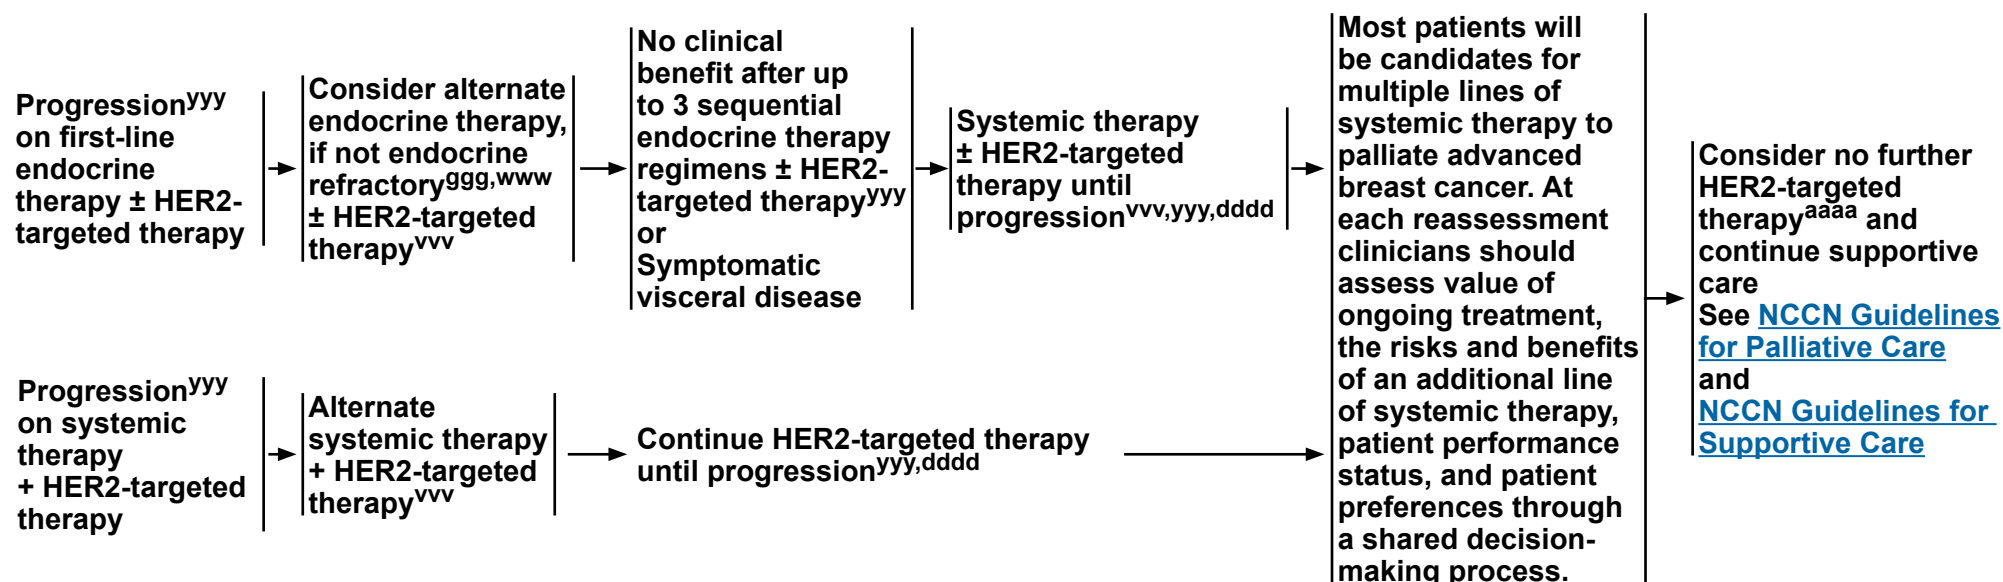 Progressionyyy
on first-line
endocrine
therapy ± HER2-
targeted therapy
Consider alternate
endocrine therapy,
if not endocrine
refractoryggg,www
± HER2-targeted
therapyvvv
No clinical
benefit after up
to 3 sequential
endocrine therapy
regimens ± HER2-
targeted therapyyyy
or
Symptomatic
visceral disease
Systemic therapy
± HER2-targeted
therapy until
progressionvvv,yyy,dddd
Progressionyyy
on systemic
therapy
+ HER2-targeted
therapy
Alternate
systemic therapy
+ HER2-targeted
therapyvvv
Continue HER2-targeted therapy
until progressionyyy,dddd
Most patients will
be candidates for
multiple lines of
systemic therapy to
palliate advanced
breast cancer. At
each reassessment
clinicians should
assess value of
ongoing treatment,
the risks and benefits
of an additional line
of systemic therapy,
patient performance
status, and patient
preferences through
a shared decision-
making process.
Consider no further
HER2-targeted
therapyaaaa and
continue supportive
care
See NCCN Guidelines
for Palliative Care
and
NCCN Guidelines for
Supportive Care